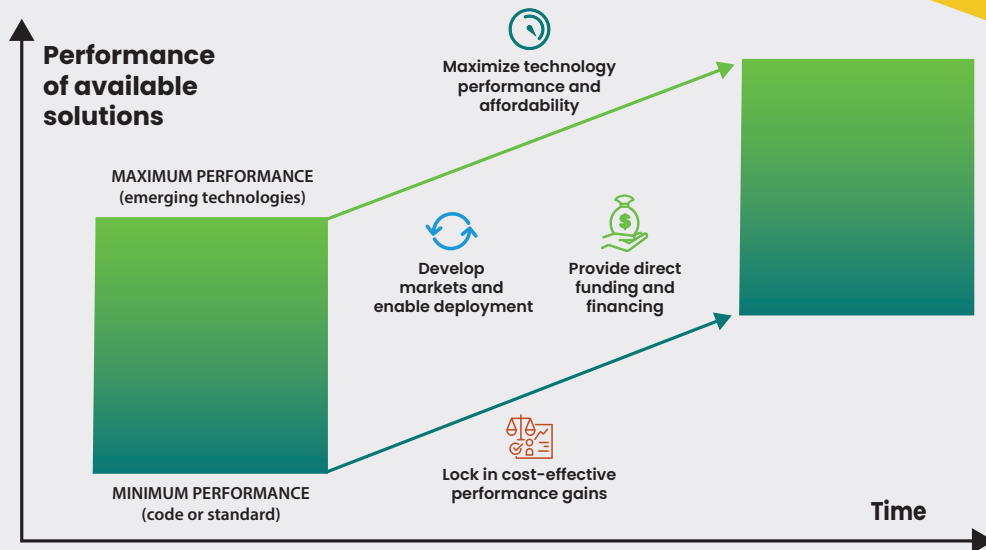 Performance
of available
solutions
Maximize technology
performance and
affordability
MAXIMUM PERFORMANCE
(emerging technologies)
Develop
markets and
enable deployment
Provide direct
funding and
financing
$
Lock in cost-effective
performance gains
MINIMUM PERFORMANCE
(code or standard)
Time